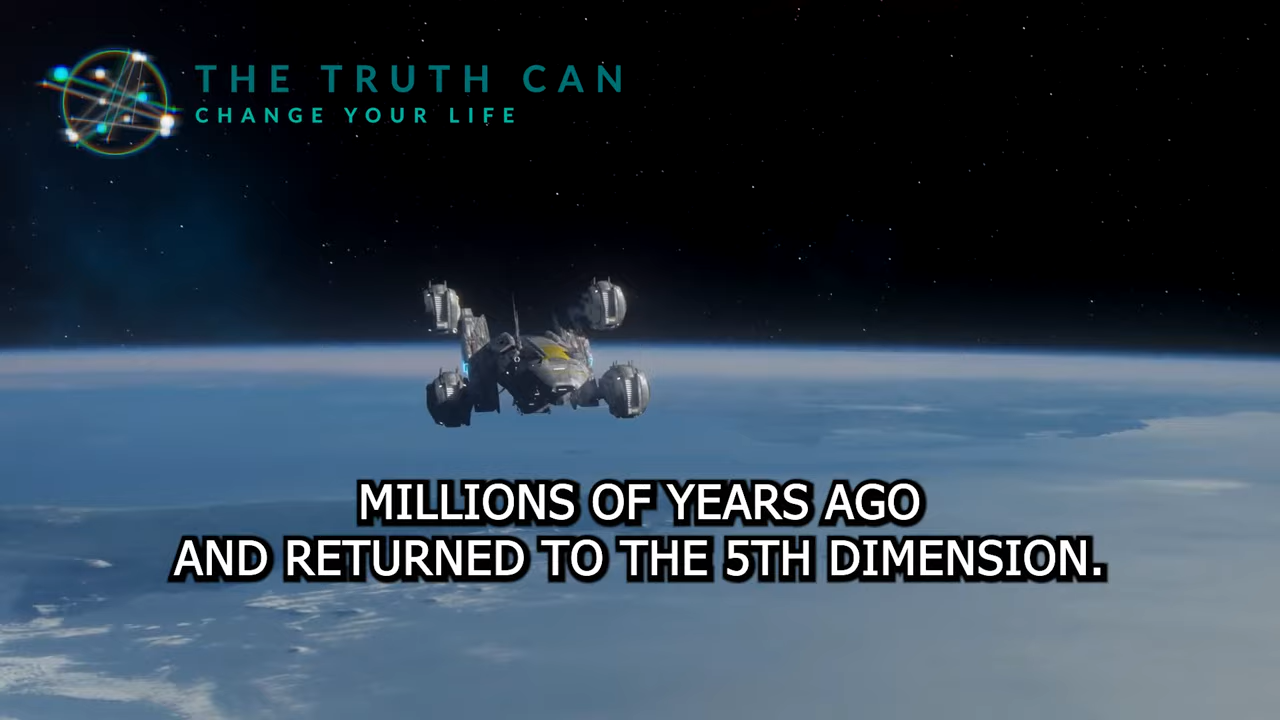 THE TRUTH CAN
CHANGE YOUR LIFE
MILLIONS OF YEARS AGO
AND RETURNED TO THE 5TH DIMENSION.